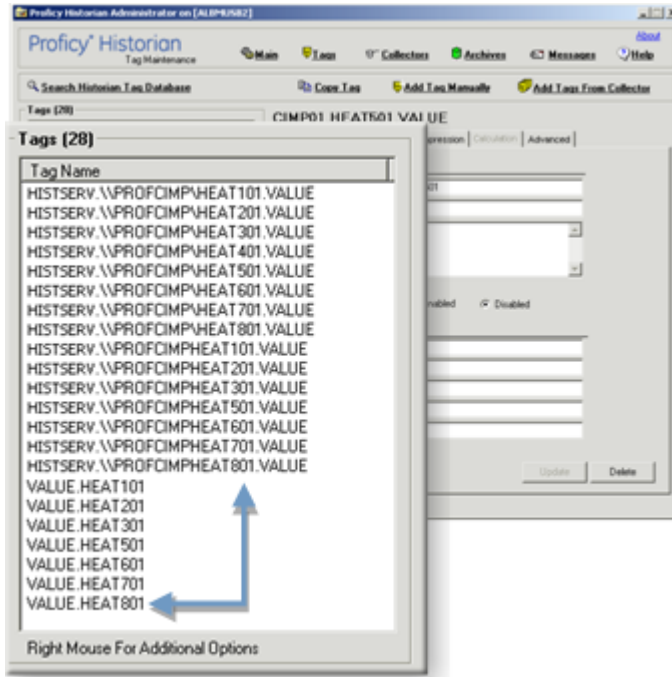 Proficy Historian Administrator on [ALBMUS82]
Proficy Historian
Tag Maintenance
Main
Tags
Collectors
Archives
Messages
About
Help
Search Historian Tag Database
Copy Tag
Add Tag Manually
Add Tags From Collector
Tags (28)
CIMP01.HEAT501.VALUE
Tags (28)
Calculation
Advanced
Tag Name
HISTSERV.\\PROFCIMP\HEAT101.VALUE
HISTSERV.\\PROFCIMP\HEAT201.VALUE
HISTSERV.\\PROFCIMP\HEAT301.VALUE
HISTSERV.\\PROFCIMP\HEAT401.VALUE
HISTSERV.\\PROFCIMP\HEAT501.VALUE
HISTSERV.\\PROFCIMP\HEAT601.VALUE
HISTSERV.\\PROFCIMP\HEAT701.VALUE
HISTSERV.\\PROFCIMP\HEAT801.VALUE
HISTSERV.\\PROFCIMPHEAT101.VALUE
HISTSERV.\\PROFCIMPHEAT201.VALUE
HISTSERV.\\PROFCIMPHEAT301.VALUE
HISTSERV.\\PROFCIMPHEAT501.VALUE
HISTSERV.\\PROFCIMPHEAT601.VALUE
HISTSERV.\\PROFCIMPHEAT701.VALUE
HISTSERV.\\PROFCIMPHEAT801.VALUE
VALUE.HEAT101
VALUE.HEAT201
VALUE.HEAT301
VALUE.HEAT501
VALUE.HEAT601
VALUE.HEAT701
VALUE.HEAT801
Disabled
Update
Delete
Right Mouse For Additional Options